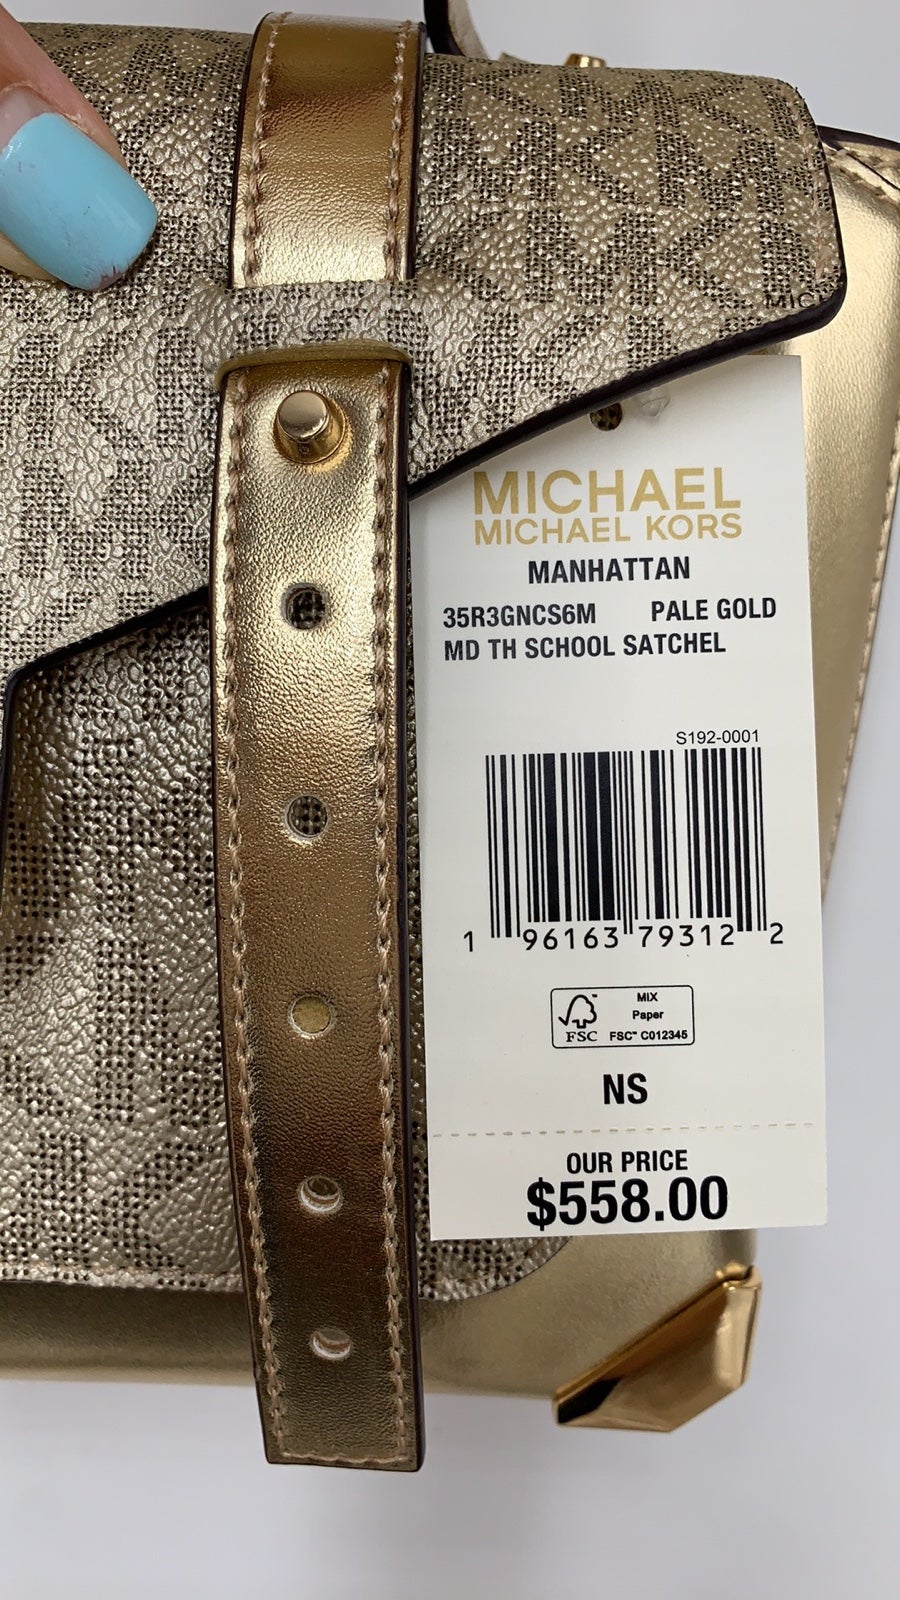 MICH
MICHAEL
MICHAEL KORS
MANHATTAN
35R3GNCS6M PALE GOLD
MD TH SCHOOL SATCHEL
S192-0001
1 96163 79312 2
MIX
Paper
FSC FSC™ C012345
NS
OUR PRICE
$558.00